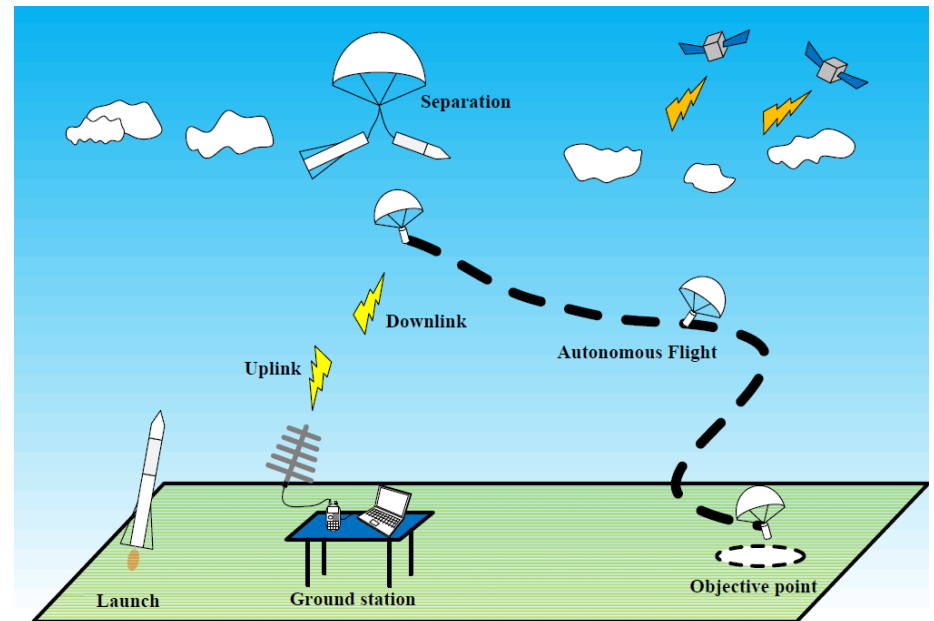 Separation
Downlink
Uplink
Autonomous Flight
Launch
Ground station
Objective point